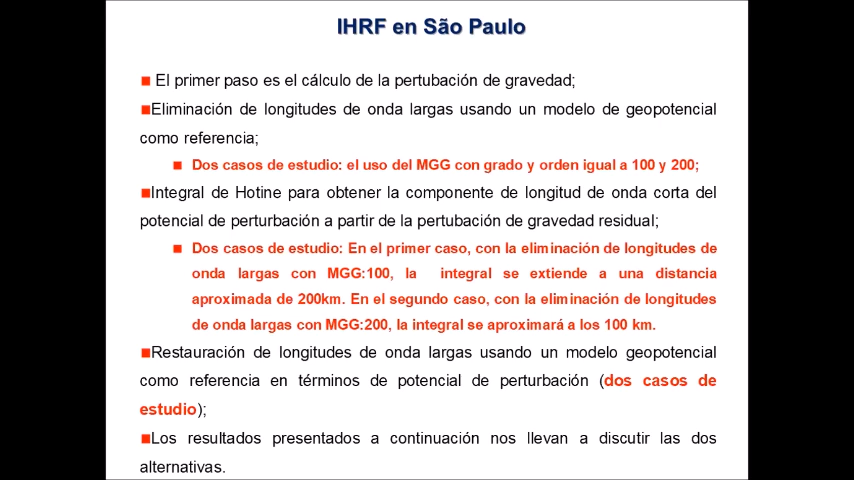 IHRF en São Paulo
■ El primer paso es el cálculo de la pertubación de gravedad;
■Eliminación de longitudes de onda largas usando un modelo de geopotencial
como referencia;
■ Dos casos de estudio: el uso del MGG con grado y orden igual a 100 y 200;
■Integral de Hotine para obtener la componente de longitud de onda corta del
potencial de perturbación a partir de la pertubación de gravedad residual;
■ Dos casos de estudio: En el primer caso, con la eliminación de longitudes de
onda largas con MGG:100, la integral se extiende a una distancia
aproximada de 200km. En el segundo caso, con la eliminación de longitudes
de onda largas con MGG:200, la integral se aproximará a los 100 km.
■Restauración de longitudes de onda largas usando un modelo geopotencial
como referencia en términos de potencial de perturbación (dos casos de
estudio);
■Los resultados presentados a continuación nos llevan a discutir las dos
alternativas.